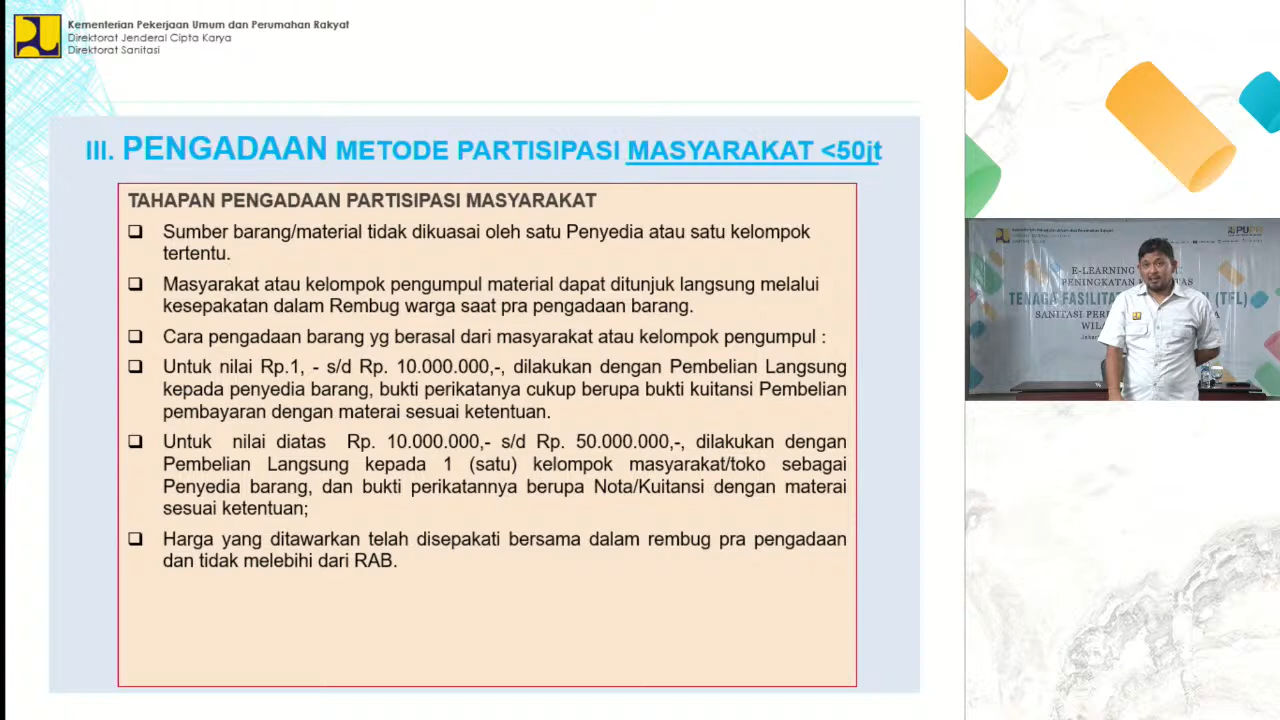 Kementerian Pekerjaan Umum dan Perumahan Rakyat
Direktorat Jenderal Cipta Karya
Direktorat Sanitasi
III. PENGADAAN METODE PARTISIPASI MASYARAKAT <50jt
TAHAPAN PENGADAAN PARTISIPASI MASYARAKAT
Sumber barang/material tidak dikuasai oleh satu Penyedia atau satu kelompok
tertentu.
Masyarakat atau kelompok pengumpul material dapat ditunjuk langsung melalui
kesepakatan dalam Rembug warga saat pra pengadaan barang.
Cara pengadaan barang yg berasal dari masyarakat atau kelompok pengumpul :
Untuk nilai Rp.1, - s/d Rp. 10.000.000,-, dilakukan dengan Pembelian Langsung
kepada penyedia barang, bukti perikatanya cukup berupa bukti kuitansi Pembelian
pembayaran dengan materai sesuai ketentuan.
Untuk nilai diatas Rp. 10.000.000,- s/d Rp. 50.000.000,-, dilakukan dengan
Pembelian Langsung kepada 1 (satu) kelompok masyarakat/toko sebagai
Penyedia barang, dan bukti perikatannya berupa Nota/Kuitansi dengan materai
sesuai ketentuan;
Harga yang ditawarkan telah disepakati bersama dalam rembug pra pengadaan
dan tidak melebihi dari RAB.
PUPR
E-LEARNING
PENINGKATAN
TENAGA (TFL)
SANITASI